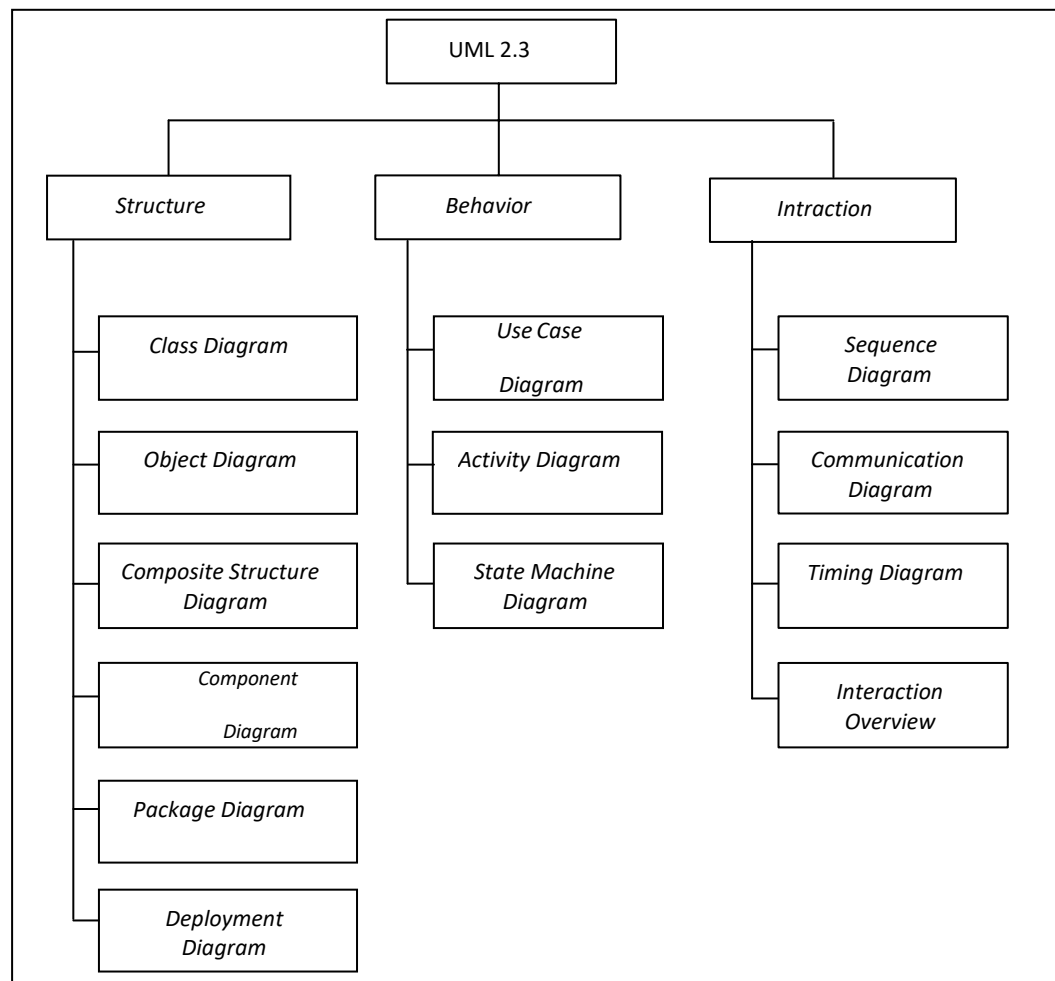 UML 2.3
Structure
Behavior
Intraction
Class Diagram
Object Diagram
Composite Structure
Diagram
Component
Diagram
Package Diagram
Deployment
Diagram
Use Case
Diagram
Activity Diagram
State Machine
Diagram
Sequence
Diagram
Communication
Diagram
Timing Diagram
Interaction
Overview